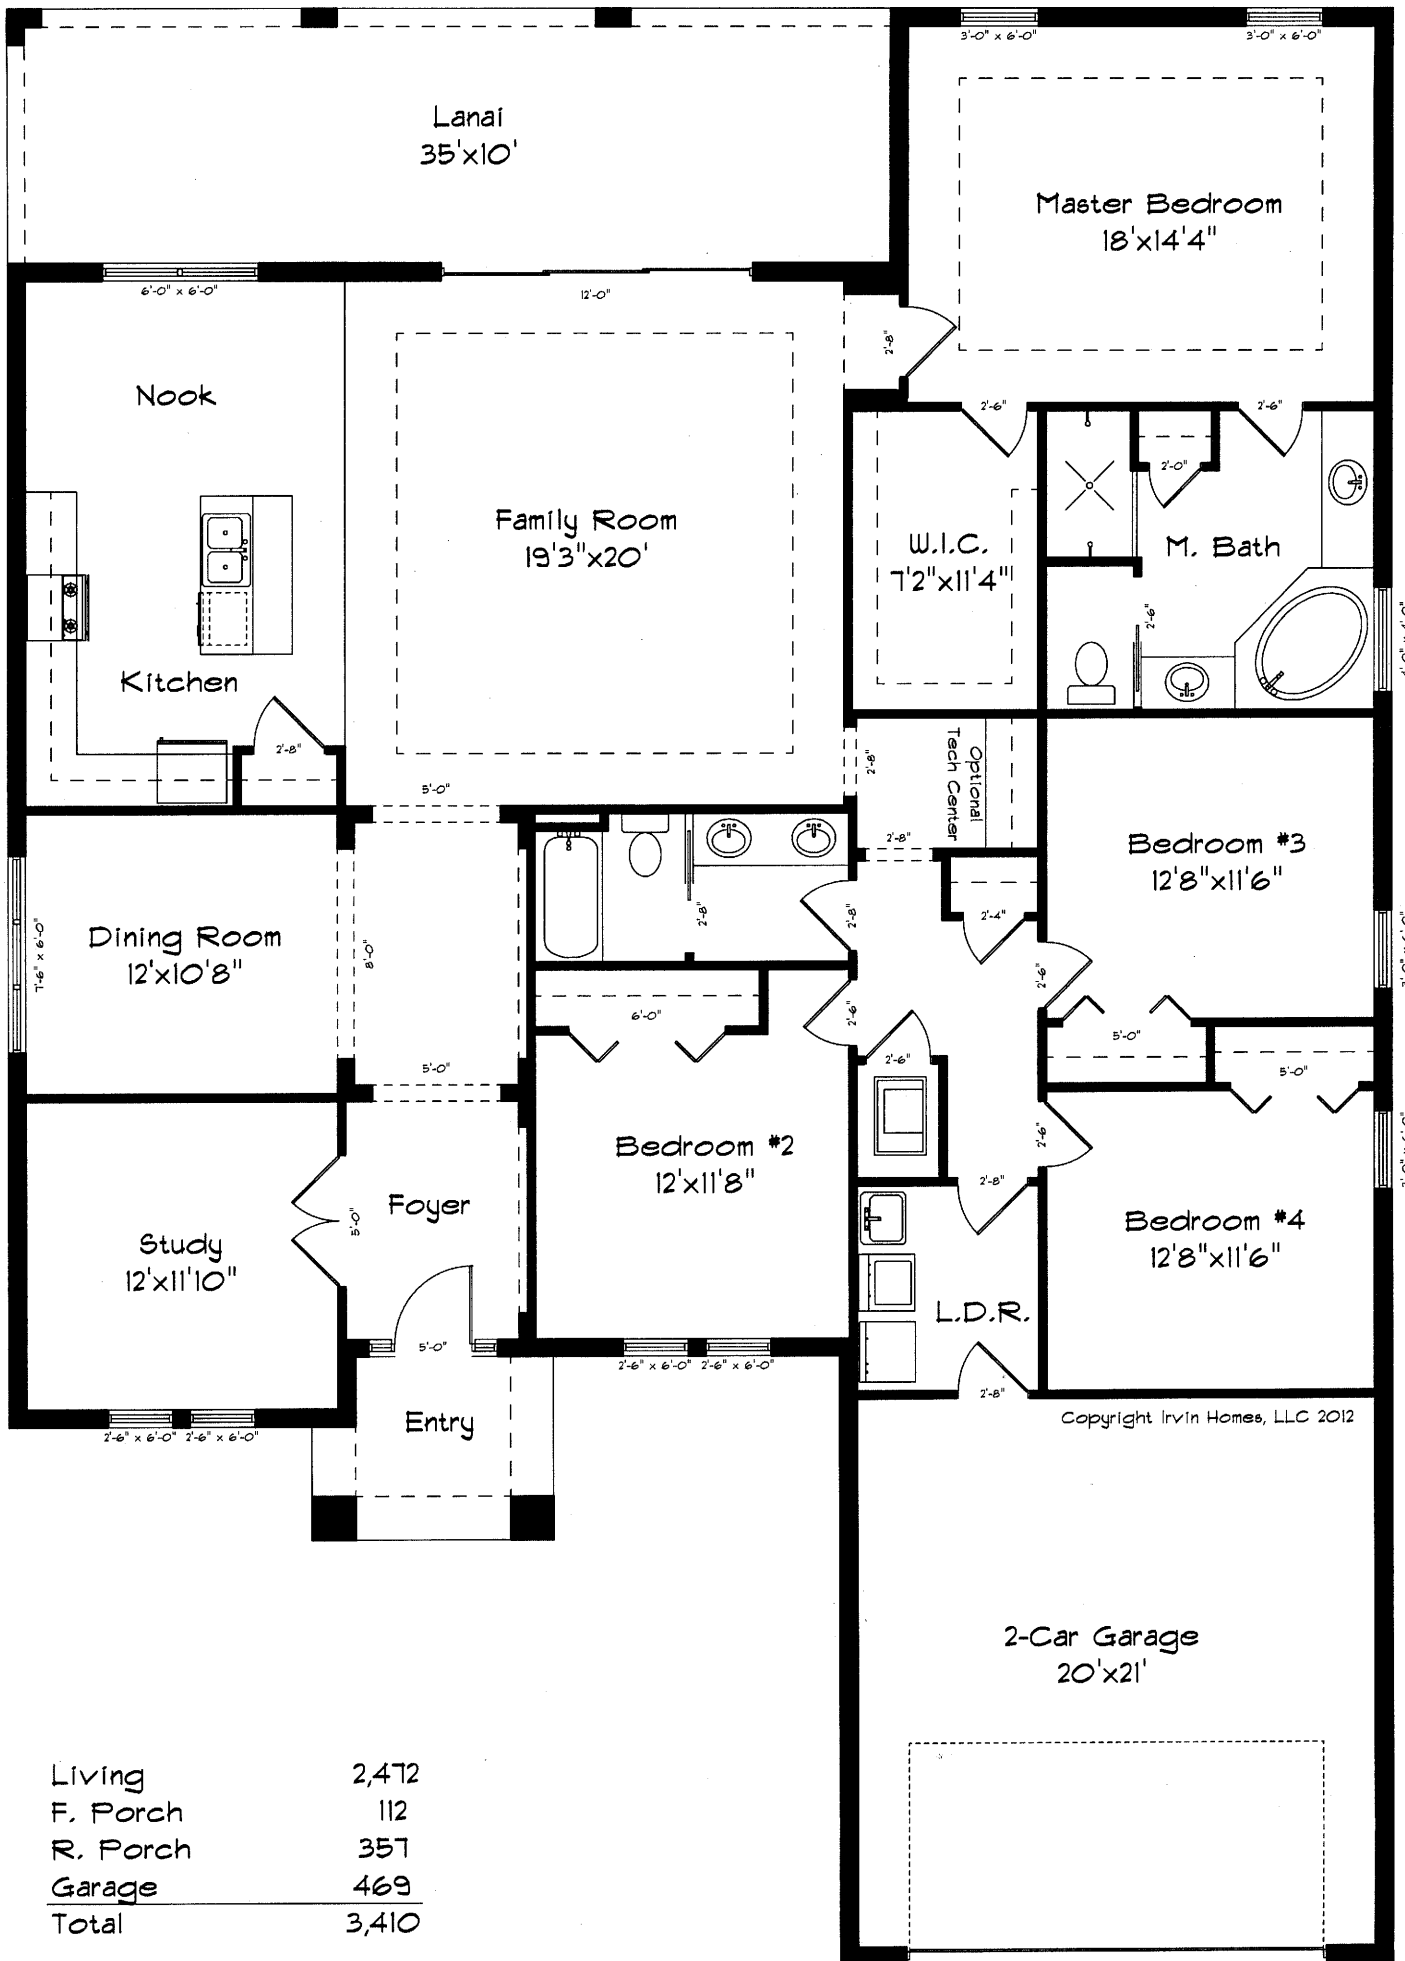 3'-0" x 6'-0"
3'-0" x 6'-0"
Lanai
35'x10'
Master Bedroom
18'x14'4"
6'-0" x 6'-0"
12'-0"
2'-8"
Nook
2'-6"
2'-6"
2'-0"
Family Room
19'3"x20'
W.I.C.
7'2"x11'4"
M. Bath
2'-6"
Kitchen
2'-8"
5'-0"
2'-8"
Optional
Tech Center
2'-8"
Bedroom #3
12'8"x11'6"
Dining Room
12'x10'8"
7'-6" x 6'-0"
8'-0"
2'-8"
2'-8"
2'-4"
2'-6"
6'-0"
2'-6"
5'-0"
5'-0"
2'-6"
5'-0"
Bedroom #2
12'x11'8"
2'-6"
2'-8"
Foyer
5'-0"
Study
12'x11'10"
Bedroom #4
12'8"x11'6"
L.D.R.
5'-0"
2'-6" x 6'-0"
2'-6" x 6'-0"
2'-8"
Entry
2'-6" x 6'-0"
2'-6" x 6'-0"
Copyright Irvin Homes, LLC 2012
2-Car Garage
20'x21'
Living 2,472
F. Porch 112
R. Porch 357
Garage 469
Total 3,410